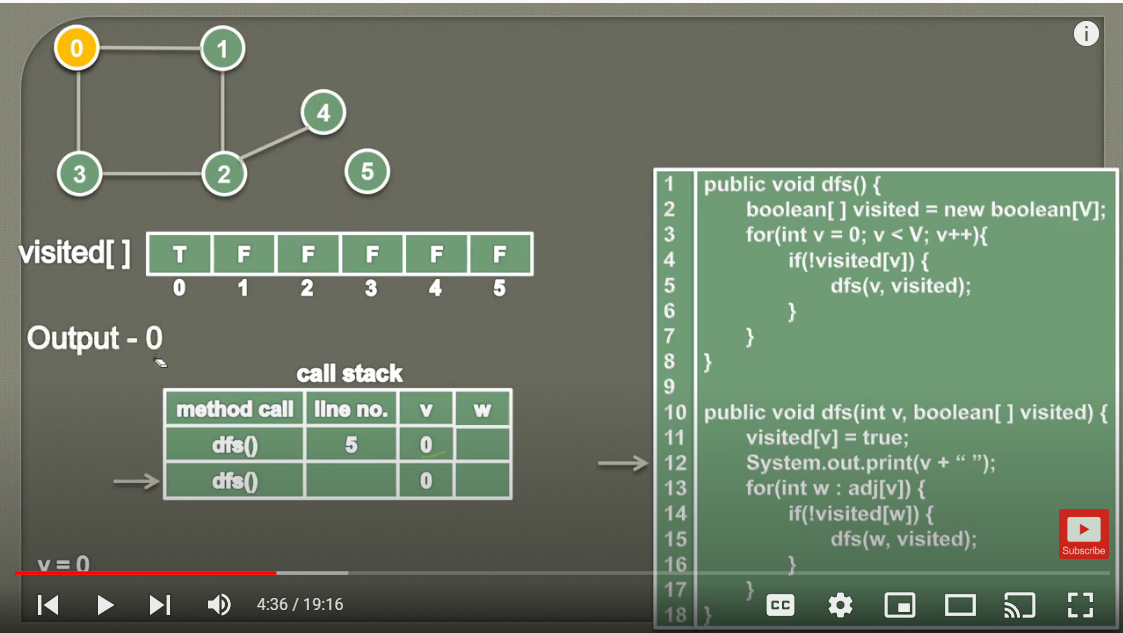 0 1
4
3 2 5
visited[ ] T F F F F F
0 1 2 3 4 5
Output - 0
call stack
method call line no. v w
dfs() 5 0
dfs() 0
v = 0
1 public void dfs() {
2 boolean[ ] visited = new boolean[V];
3 for(int v = 0; v < V; v++){
4 if(!visited[v]) {
5 dfs(v, visited);
6 }
7 }
8 }
9
10 public void dfs(int v, boolean[ ] visited) {
11 visited[v] = true;
12 System.out.print(v + “ ”);
13 for(int w : adj[v]) {
14 if(!visited[w]) {
15 dfs(w, visited);
16 }
17 }
18 }
i
Subscribe
4:36 / 19:16
CC